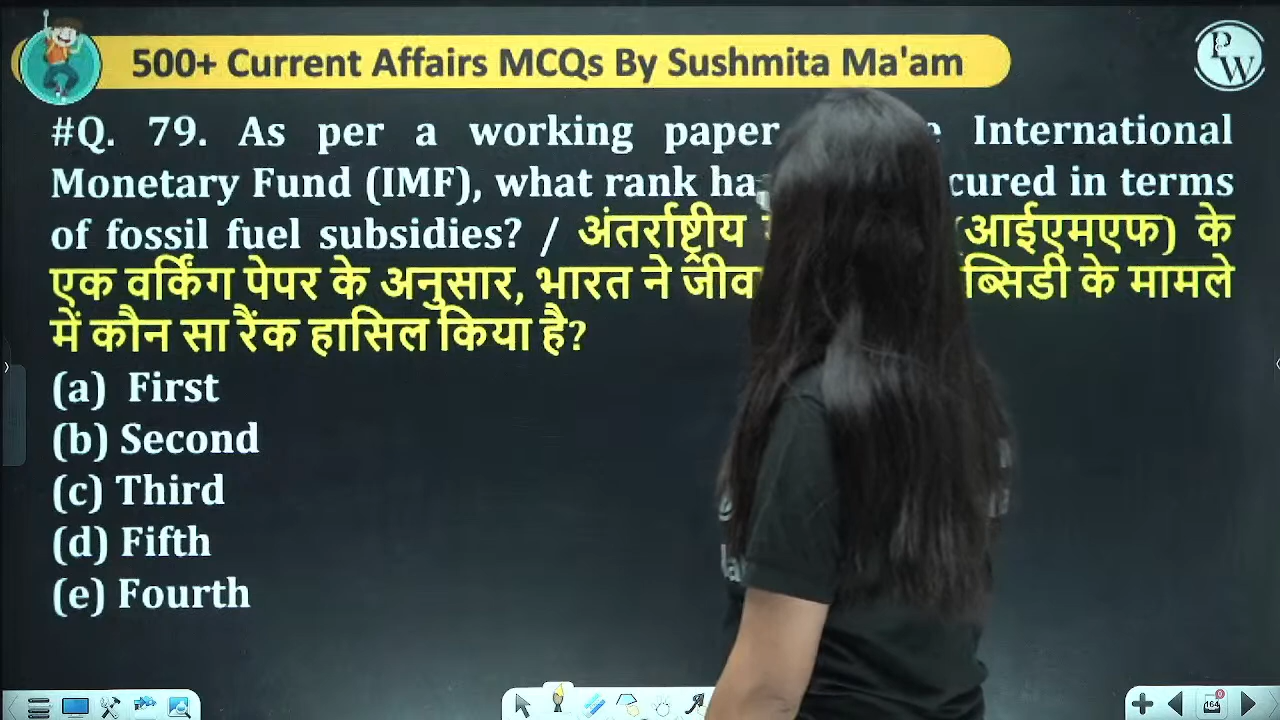 500+ Current Affairs MCQs By Sushmita Ma'am
PW
#Q. 79. As per a working paper International
Monetary Fund (IMF), what rank in terms
of fossil fuel subsidies? / अंतर्राष्ट्रीय (आईएमएफ) के
एक वर्किंग पेपर के अनुसार, भारत ने के मामले
में कौन सा रैंक हासिल किया है?
(a) First
(b) Second
(c) Third
(d) Fifth
(e) Fourth
164